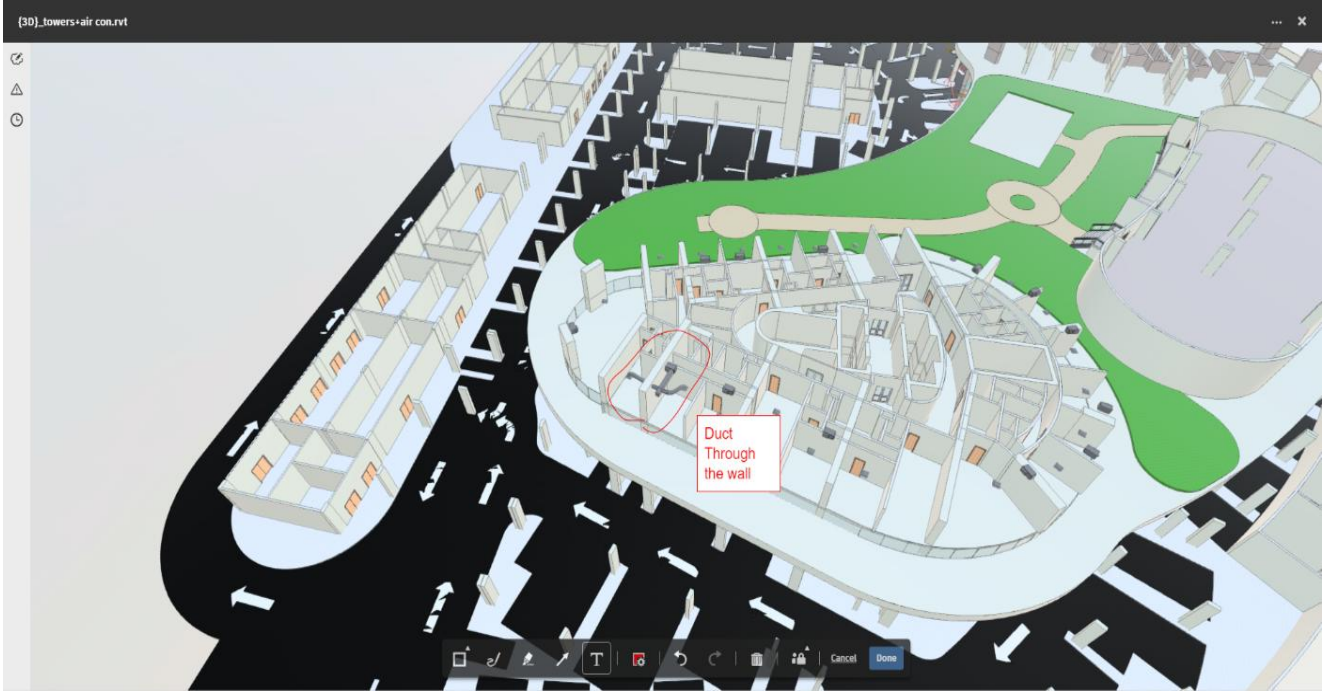 {3D}_towers+air con.rvt
Duct
Through
the wall
T
Cancel
Done